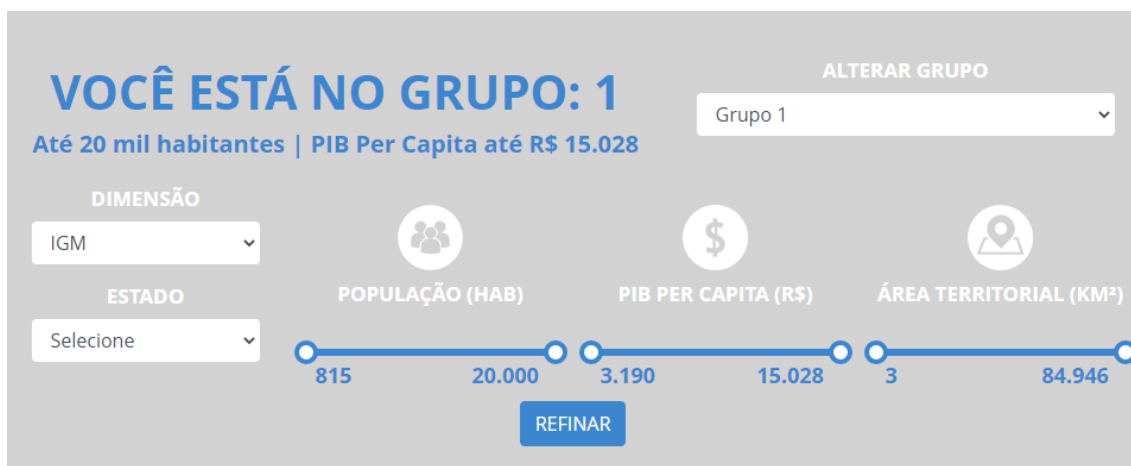 VOCÊ ESTÁ NO GRUPO: 1
Até 20 mil habitantes | PIB Per Capita até R$ 15.028
ALTERAR GRUPO
Grupo 1
DIMENSÃO
IGM
ESTADO
Selecione
POPULAÇÃO (HAB)
815 20.000
$
PIB PER CAPITA (R$)
3.190 15.028
ÁREA TERRITORIAL (KM²)
3 84.946
REFINAR